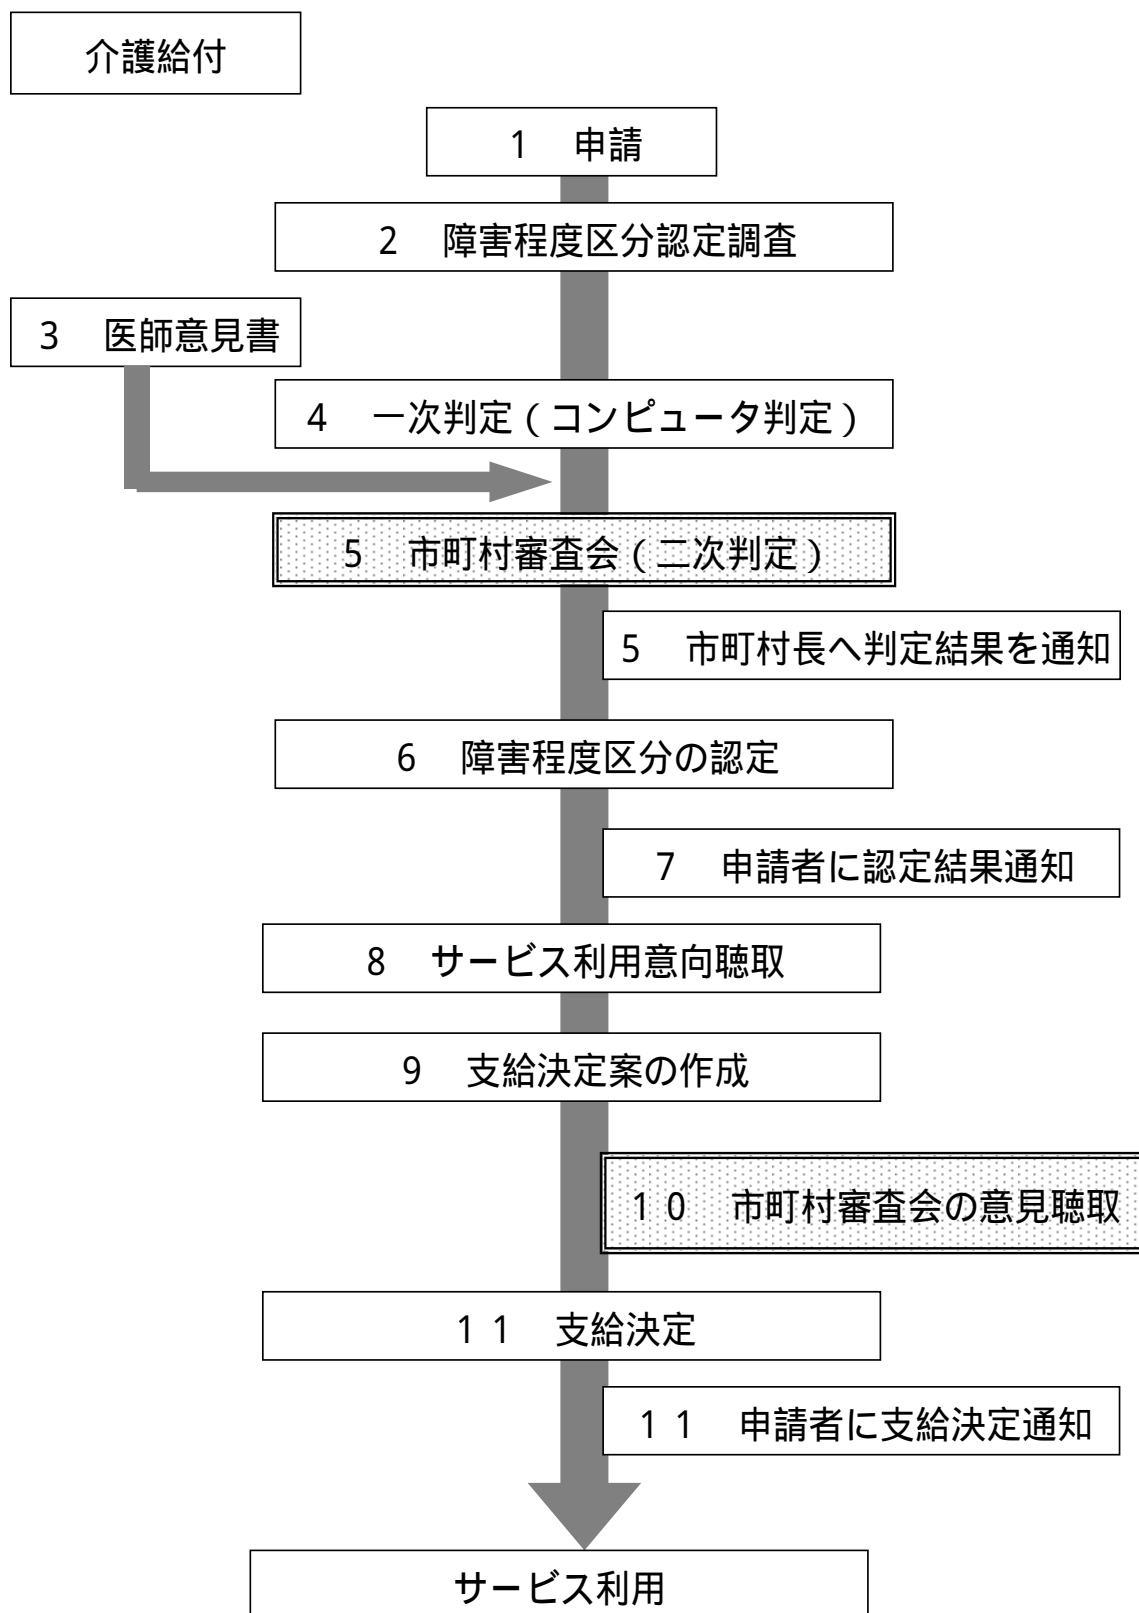 介護給付
1 申請
2 障害程度区分認定調査
3 医師意見書
4 一次判定(コンピュータ判定)
5 市町村審査会(二次判定)
5 市町村長へ判定結果を通知
6 障害程度区分の認定
7 申請者に認定結果通知
8 サービス利用意向聴取
9 支給決定案の作成
10 市町村審査会の意見聴取
11 支給決定
11 申請者に支給決定通知
サービス利用